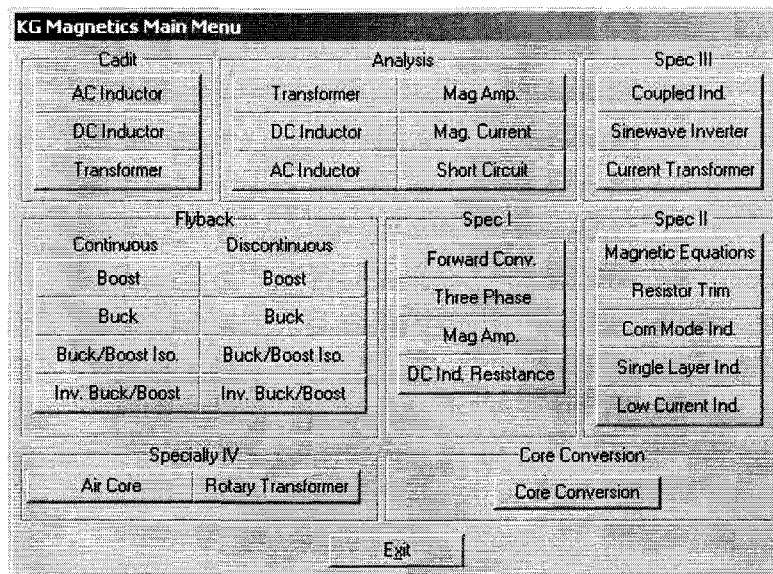 KG Magnetics Main Menu
Cadit
AC Inductor
DC Inductor
Transformer
Analysis
Transformer Mag Amp.
DC Inductor Mag. Current
AC Inductor Short Circuit
Spec III
Coupled Ind.
Sinewave Inverter
Current Transformer
Flyback
Continuous Discontinuous
Boost Boost
Buck Buck
Buck/Boost Iso. Buck/Boost Iso.
Inv. Buck/Boost Inv. Buck/Boost
Spec I
Forward Conv.
Three Phase
Mag Amp.
DC Ind. Resistance
Spec II
Magnetic Equations
Resistor Trim
Com Mode Ind.
Single Layer Ind.
Low Current Ind.
Specially IV
Air Core Rotary Transformer
Core Conversion
Core Conversion
Exit